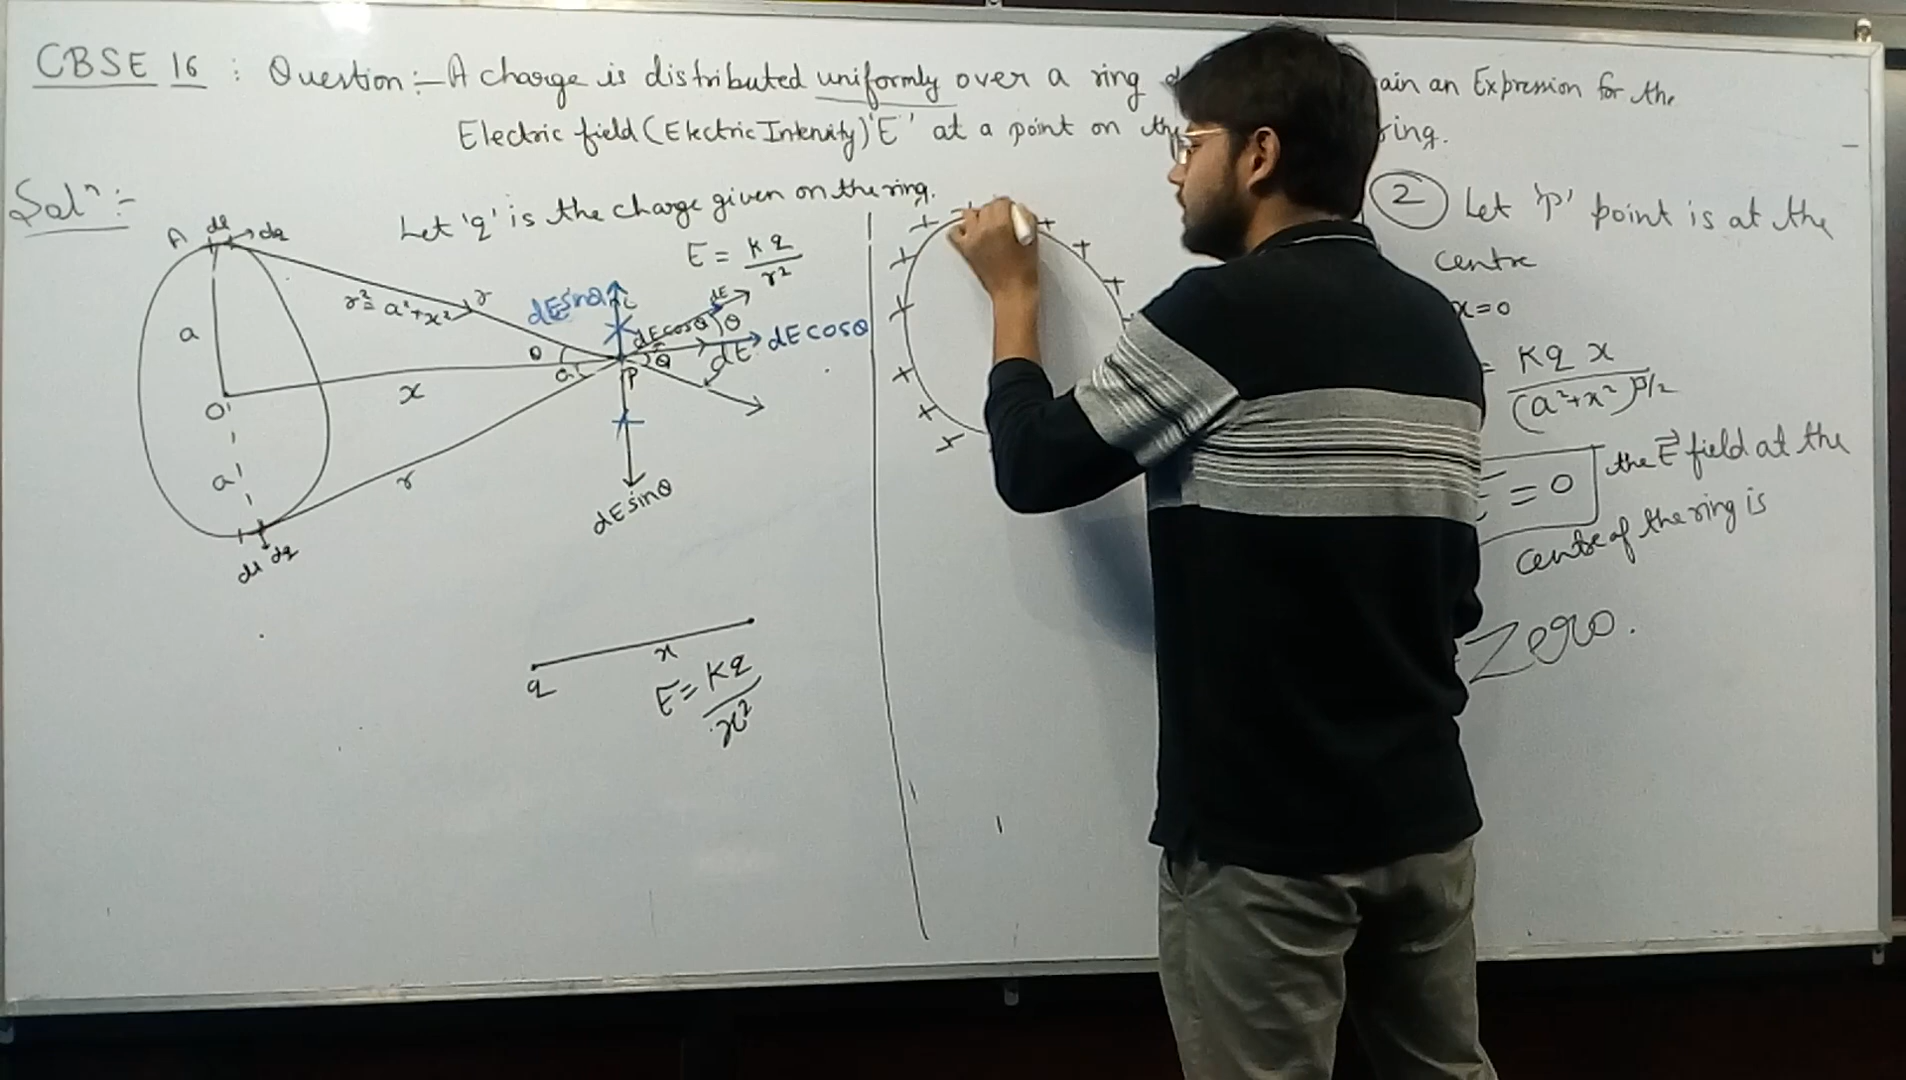 CBSE 16 : Question :- A charge is distributed uniformly over a ring ain an Expression for the
Electric field (Electric Intensity) 'E' at a point on the ring.
Solⁿ :-
Let 'q' is the charge given on the ring.
E = Kq / r²
A dl dq
r² = a² + x²
r
a
O
x
a
r
dl dq
θ
P
dE sinθ
dE cosθ
dE
θ
θ
dE
dE cosθ
dE sinθ
q
x
E = Kq / x²
+ + + + + + + + + + +
2 Let 'P' point is at the
centre
x = 0
= Kq x / (a² + x²)^3/2
= 0 the E⃗ field at the
centre of the ring is
Zero.